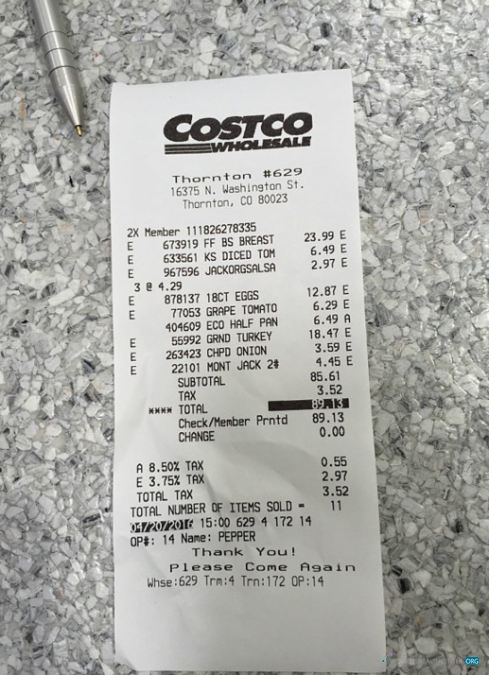 COSTCO
WHOLESALE
Thornton #629
16375 N. Washington St.
Thornton, CO 80023
2X Member 111826278335
E 673919 FF BS BREAST 23.99 E
E 633561 KS DICED TOM 6.49 E
E 967596 JACKORGSALSA 2.97 E
3 @ 4.29
E 878137 18CT EGGS 12.87 E
E 77053 GRAPE TOMATO 6.29 E
404609 ECO HALF PAN 6.49 A
E 55992 GRND TURKEY 18.47 E
E 263423 CHPD ONION 3.59 E
E 22101 MONT JACK 2# 4.45 E
SUBTOTAL 85.61
TAX 3.52
**** TOTAL 89.13
Check/Member Prntd 89.13
CHANGE 0.00
A 8.50% TAX 0.55
E 3.75% TAX 2.97
TOTAL TAX 3.52
TOTAL NUMBER OF ITEMS SOLD = 11
04/20/2016 15:00 629 4 172 14
OP#: 14 Name: PEPPER
Thank You!
Please Come Again
Whse:629 Trm:4 Trn:172 OP:14
ORG